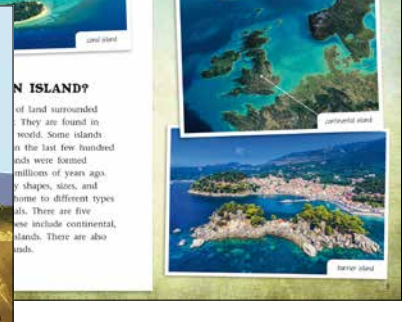 coral island
N ISLAND?
of land surrounded
They are found in
world. Some islands
n the last few hundred
nds were formed
millions of years ago.
y shapes, sizes, and
home to different types
als. There are five
ese include continental,
slands. There are also
nds.
continental island
barrier island